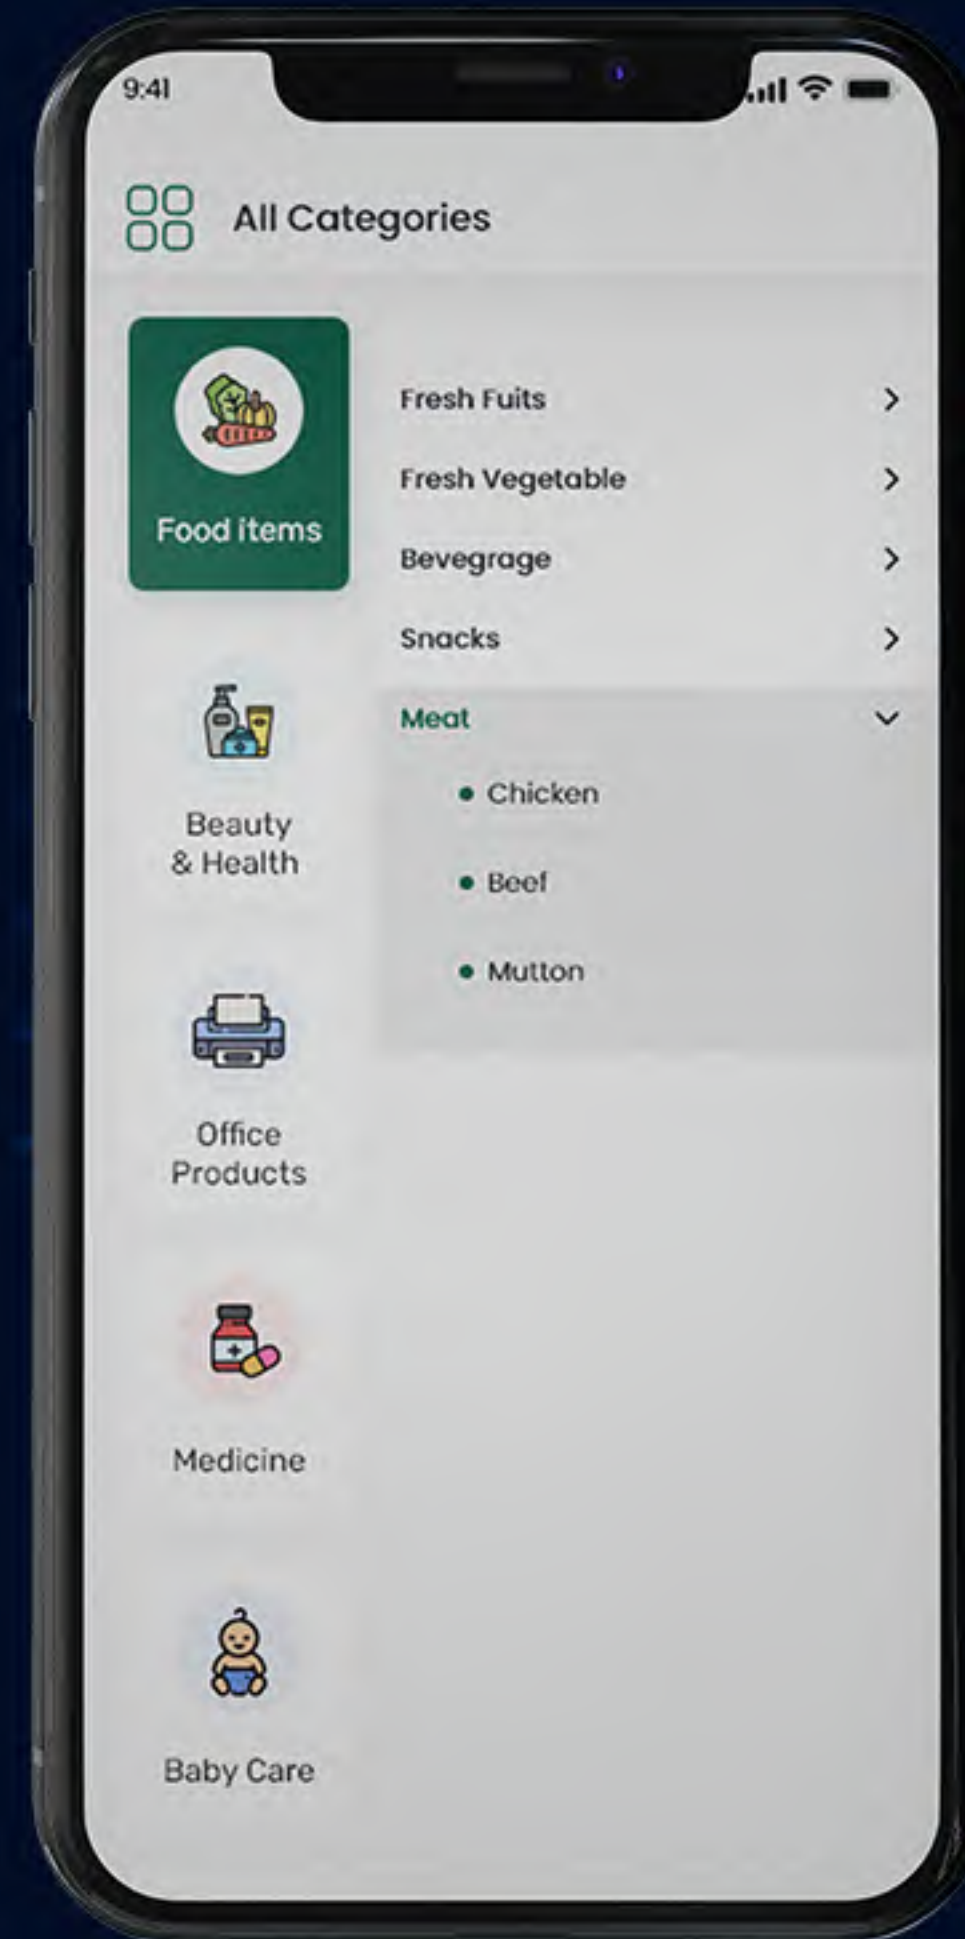 9:41
All Categories
Food items
Beauty
& Health
Office
Products
Medicine
Baby Care
Fresh Fuits
Fresh Vegetable
Bevegrage
Snacks
Meat
Chicken
Beef
Mutton